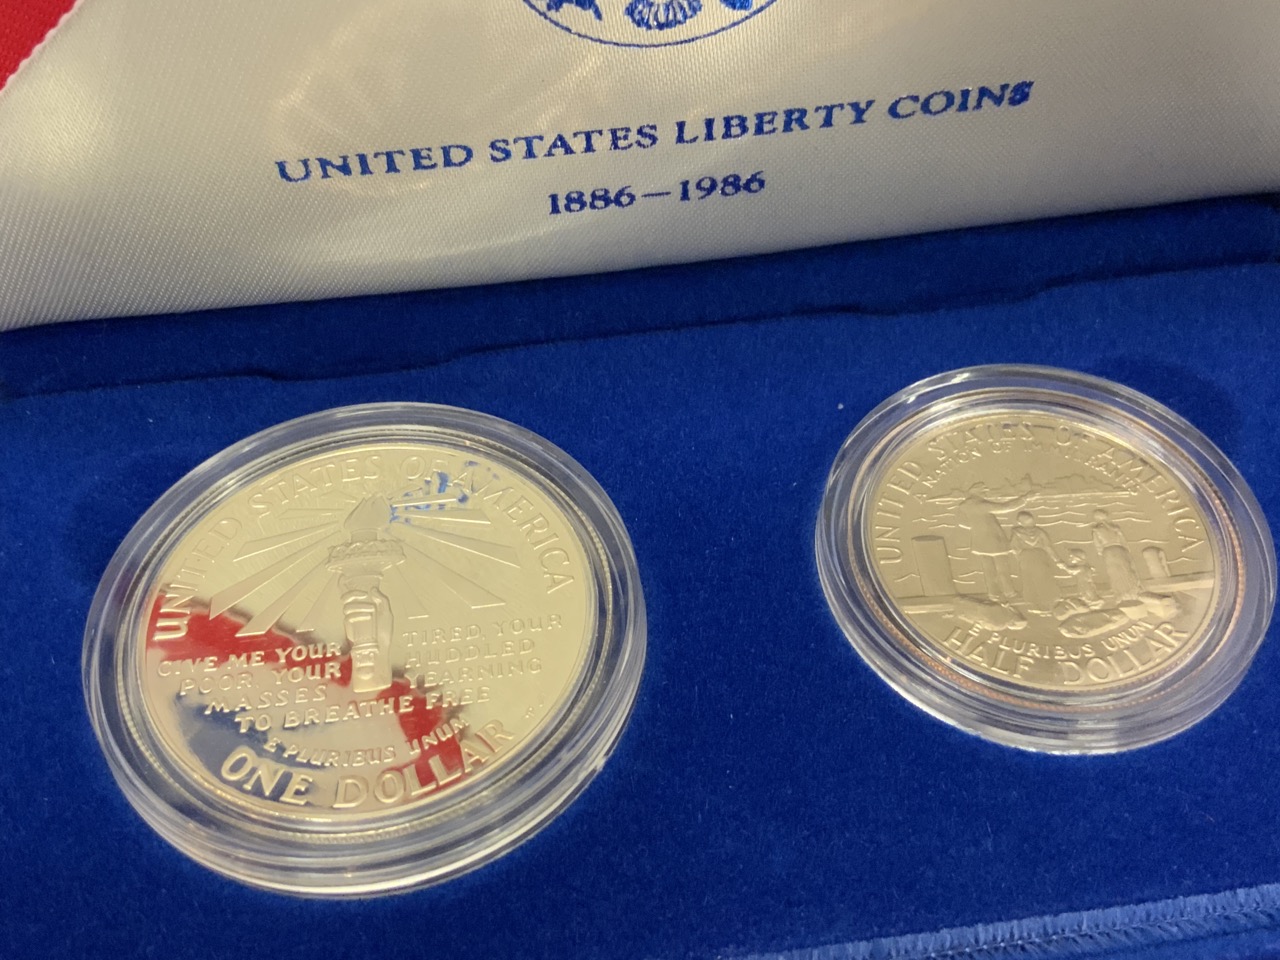 UNITED STATES LIBERTY COINS
1886–1986
UNITED STATES OF AMERICA
GIVE ME YOUR TIRED, YOUR
POOR, YOUR HUDDLED
MASSES YEARNING
TO BREATHE FREE
E PLURIBUS UNUM
ONE DOLLAR
UNITED STATES OF AMERICA
A NATION OF IMMIGRANTS
E PLURIBUS UNUM
HALF DOLLAR